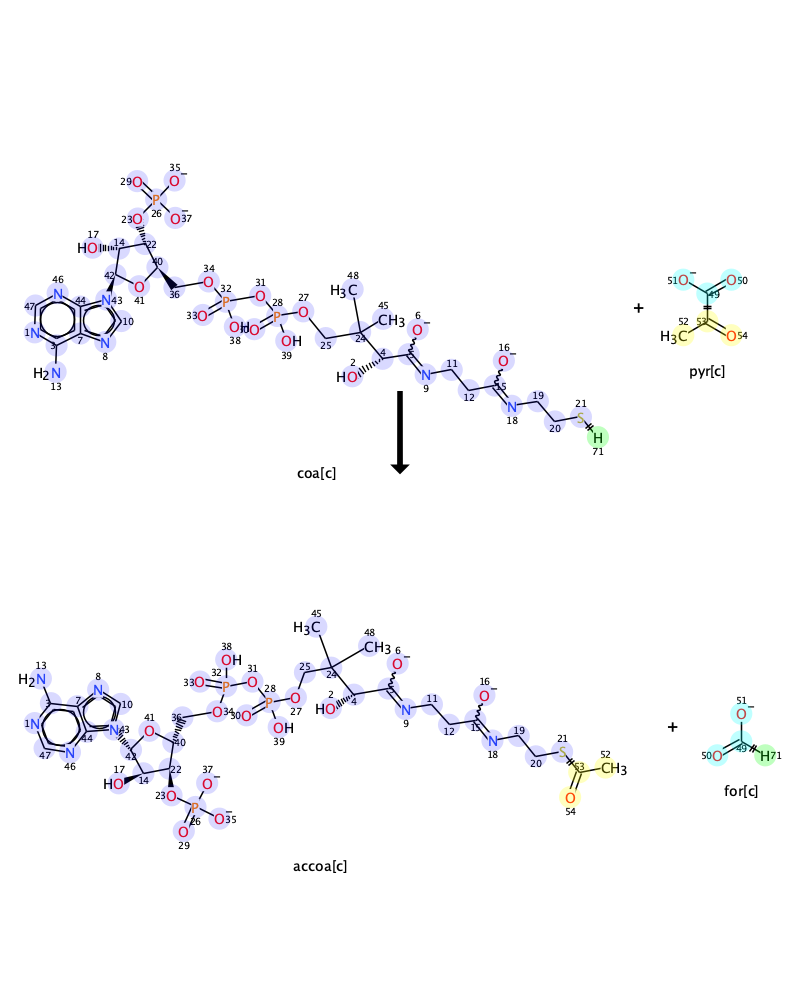 35
29 O O−
P
26
23 O O− 37
17
HO 14 22
40 34
46 42 O 41 36 O 32 31 27 48 H3C
47 N 44 N 43 33 O P O 28 O 45 6
1 N 3 7 N 10 OH 30 O P CH3 O−
8 38 OH 39 25 24
H2N 13
2 HO 4 N 9 11 12 16 O− 15 N 18 19 20 21 S
H
71
+
51 O− O 50
49
52 53
H3C O 54
pyr[c]
coa[c]
45 H3C
48 CH3
38 OH
13 H2N 8 N 33 O P 32 31 O 28 P O 27 25 24 6 O−
1 N 3 7 10 N 43 41 O 36 O 34 30 O OH 39 2 HO 4 N 9 11 12 16 O− 15 N 18 19 20 21 S 53 52 CH3
47 N 46 44 42 40
17 HO 14 22 37 O−
23 O P 26 O− 35
O 29
O
54
+
51
O−
50 O 49 H 71
for[c]
accoa[c]